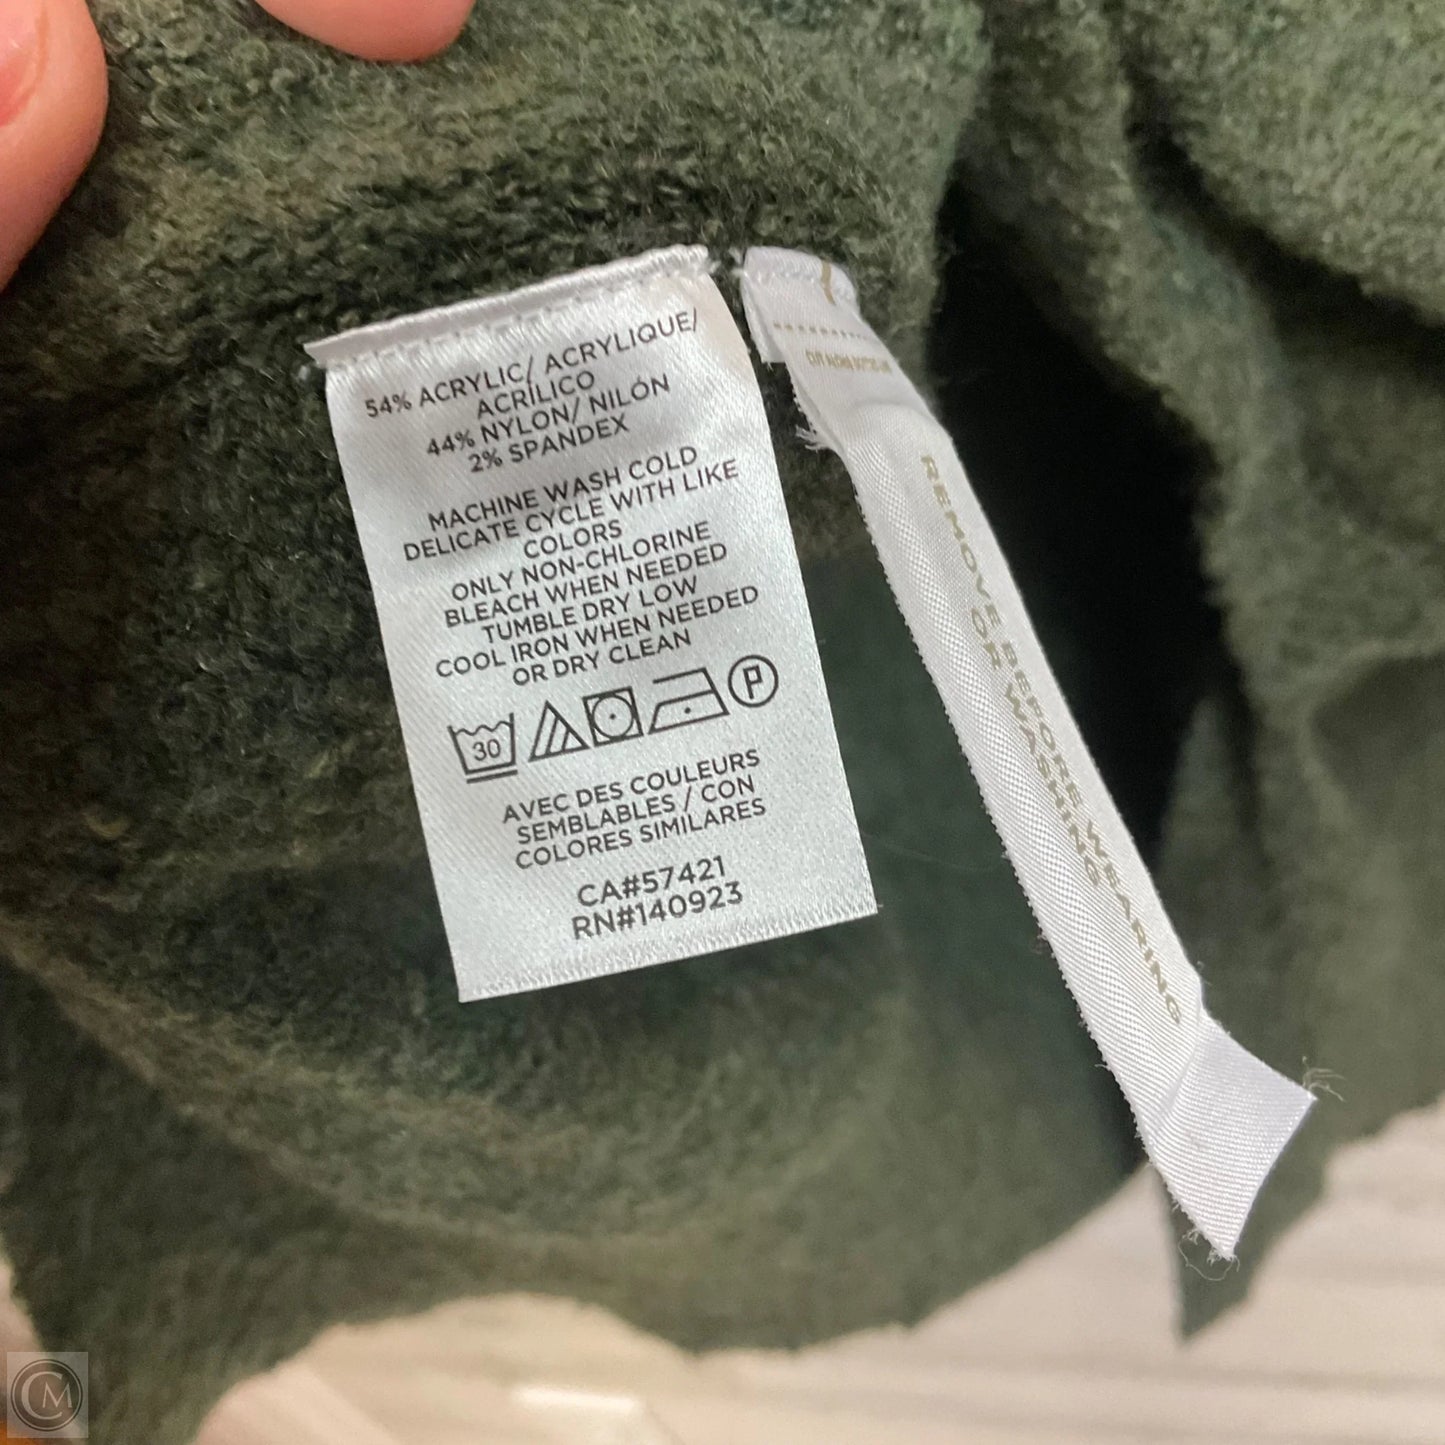 54% ACRYLIC/ ACRYLIQUE/
ACRÍLICO
44% NYLON/ NILÓN
2% SPANDEX
MACHINE WASH COLD
DELICATE CYCLE WITH LIKE
COLORS
ONLY NON-CHLORINE
BLEACH WHEN NEEDED
TUMBLE DRY LOW
COOL IRON WHEN NEEDED
OR DRY CLEAN
30
P
AVEC DES COULEURS
SEMBLABLES / CON
COLORES SIMILARES
CA#57421
RN#140923
REMOVE BEFORE WEARING
OR WASHING
CM